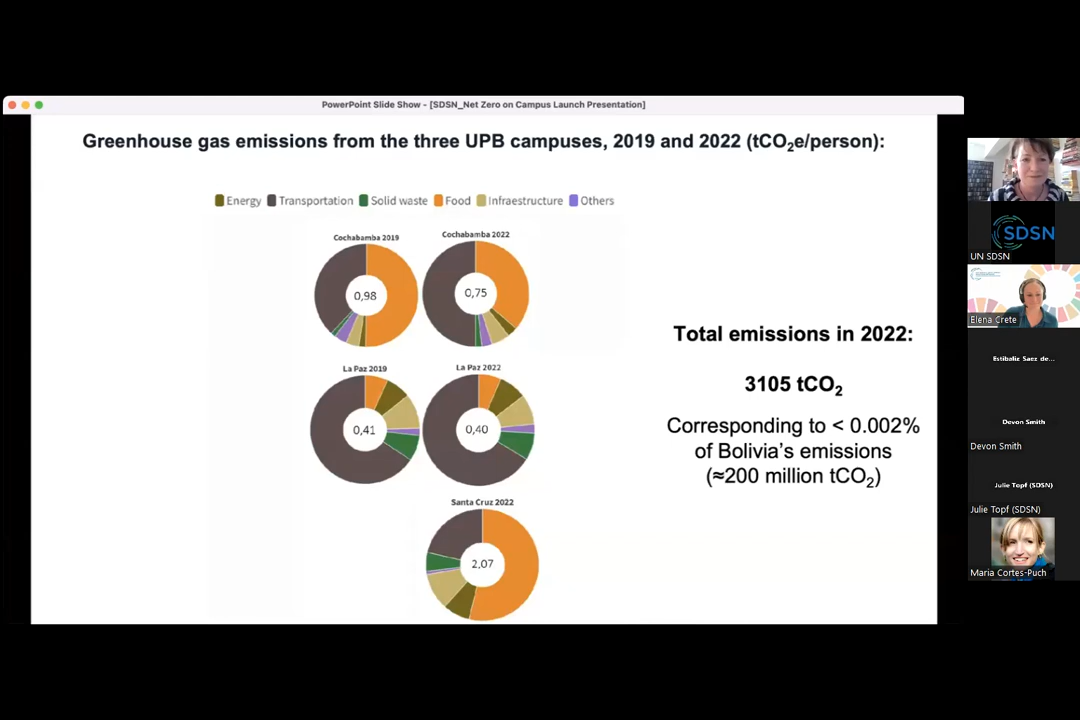 PowerPoint Slide Show - [SDSN_Net Zero on Campus Launch Presentation]
Greenhouse gas emissions from the three UPB campuses, 2019 and 2022 (tCO₂e/person):
Energy Transportation Solid waste Food Infraestructure Others
Cochabamba 2019
Cochabamba 2022
0,98
0,75
La Paz 2019
La Paz 2022
0,41
0,40
Santa Cruz 2022
2,07
Total emissions in 2022:
3105 tCO₂
Corresponding to < 0.002%
of Bolivia's emissions
(≈200 million tCO₂)
SDSN
UN SDSN
Elena Crete
Estibaliz Saez de...
Devon Smith
Devon Smith
Julie Topf (SDSN)
Julie Topf (SDSN)
Maria Cortes-Puch